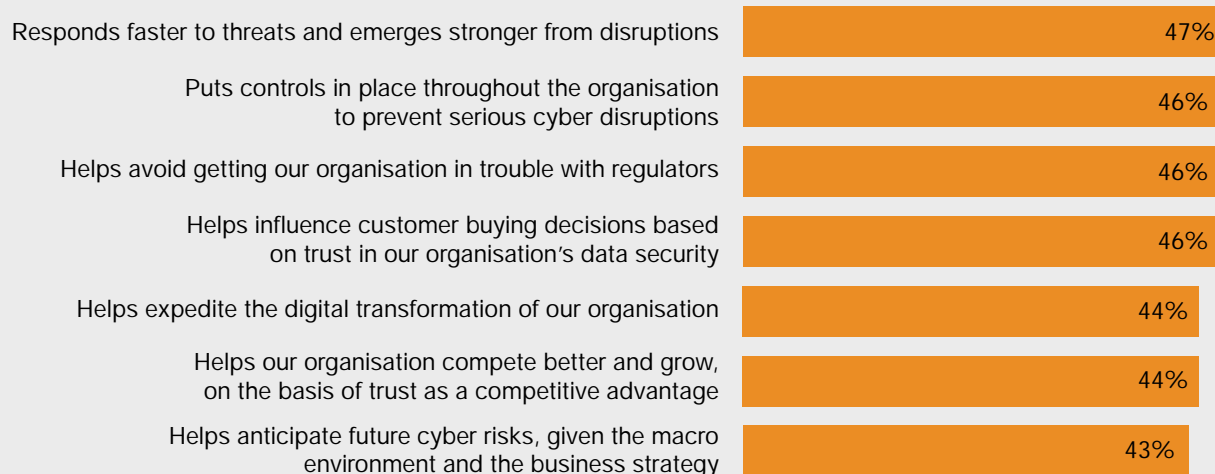 Responds faster to threats and emerges stronger from disruptions
47%
Puts controls in place throughout the organisation
to prevent serious cyber disruptions
46%
Helps avoid getting our organisation in trouble with regulators
46%
Helps influence customer buying decisions based
on trust in our organisation’s data security
46%
Helps expedite the digital transformation of our organisation
44%
Helps our organisation compete better and grow,
on the basis of trust as a competitive advantage
44%
Helps anticipate future cyber risks, given the macro
environment and the business strategy
43%